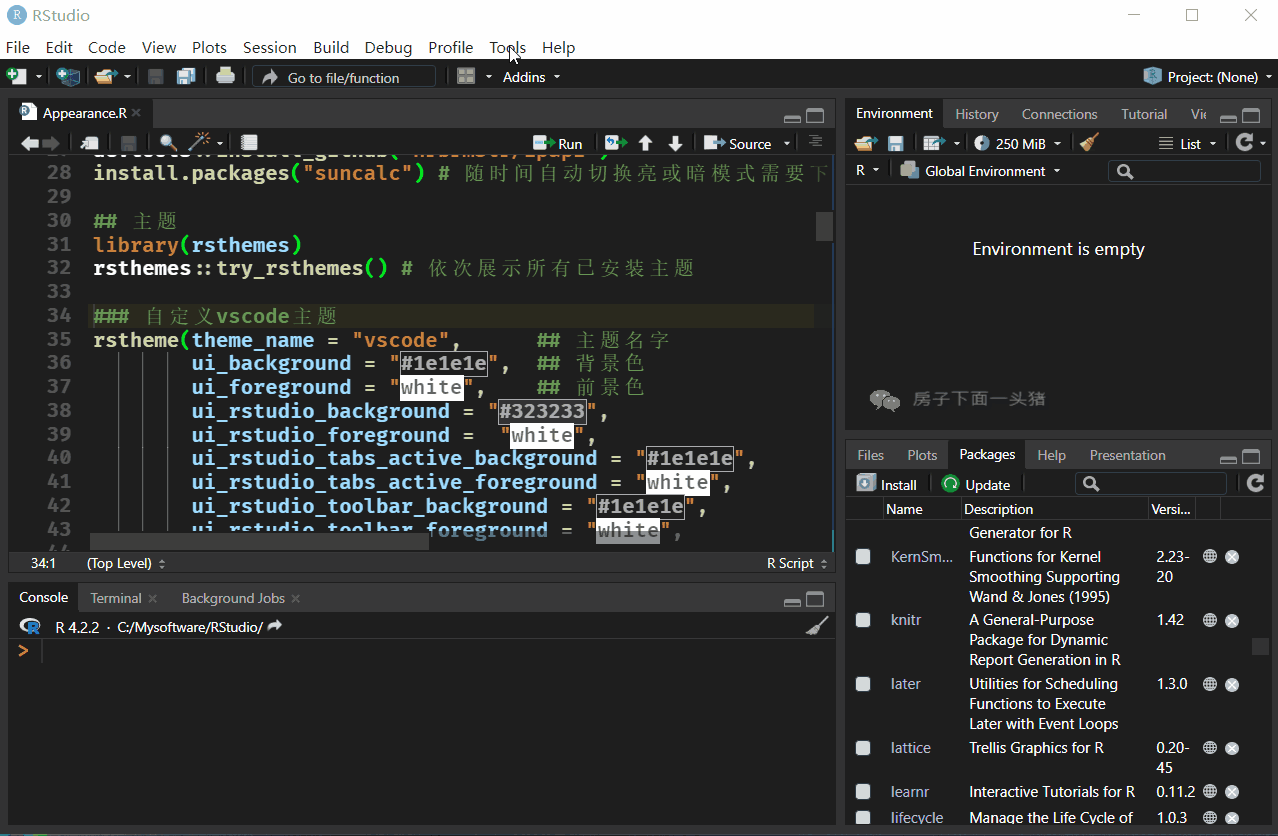 RStudio
File Edit Code View Plots Session Build Debug Profile Tools Help
Go to file/function Addins Project: (None)
Appearance.R
Run Source
28 install.packages("suncalc") # 随时间自动切换亮或暗模式需要下
29
30 ## 主题
31 library(rsthemes)
32 rsthemes::try_rsthemes() # 依次展示所有已安装主题
33
34 ### 自定义vscode主题
35 rstheme(theme_name = "vscode", ## 主题名字
36 ui_background = "#1e1e1e", ## 背景色
37 ui_foreground = "white", ## 前景色
38 ui_rstudio_background = "#323233",
39 ui_rstudio_foreground = "white",
40 ui_rstudio_tabs_active_background = "#1e1e1e",
41 ui_rstudio_tabs_active_foreground = "white",
42 ui_rstudio_toolbar_background = "#1e1e1e",
43 ui_rstudio_toolbar_foreground = "white",
34:1 (Top Level) R Script
Console Terminal Background Jobs
R 4.2.2 · C:/Mysoftware/RStudio/
>
Environment History Connections Tutorial
250 MiB List
R Global Environment
Environment is empty
房子下面一头猪
Files Plots Packages Help Presentation
Install Update
Name Description Versi...
Generator for R
KernSm... Functions for Kernel 2.23-
Smoothing Supporting 20
Wand & Jones (1995)
knitr A General-Purpose 1.42
Package for Dynamic
Report Generation in R
later Utilities for Scheduling 1.3.0
Functions to Execute
Later with Event Loops
lattice Trellis Graphics for R 0.20-
45
learnr Interactive Tutorials for R 0.11.2
lifecycle Manage the Life Cycle of 1.0.3